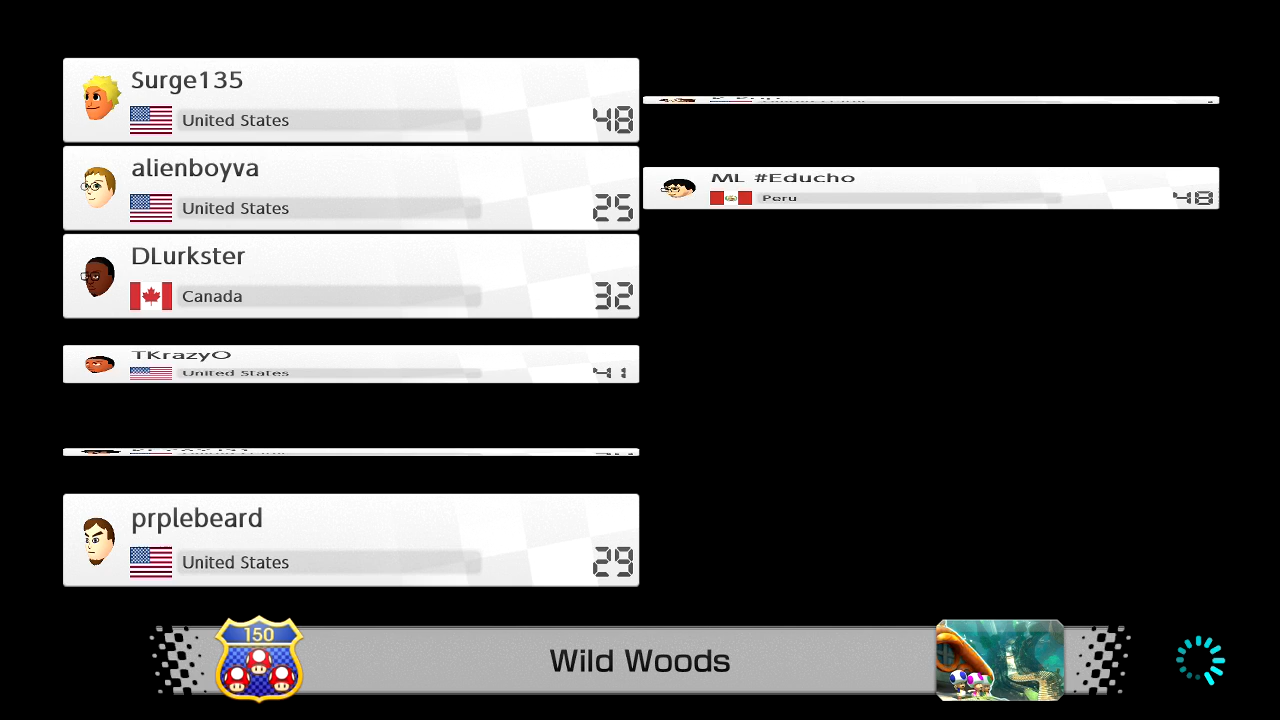 Surge135
United States
48
alienboyva
United States
25
DLurkster
Canada
32
TKrazyO
United States
41
prplebeard
United States
29
ML #Educho
Peru
48
150
Wild Woods